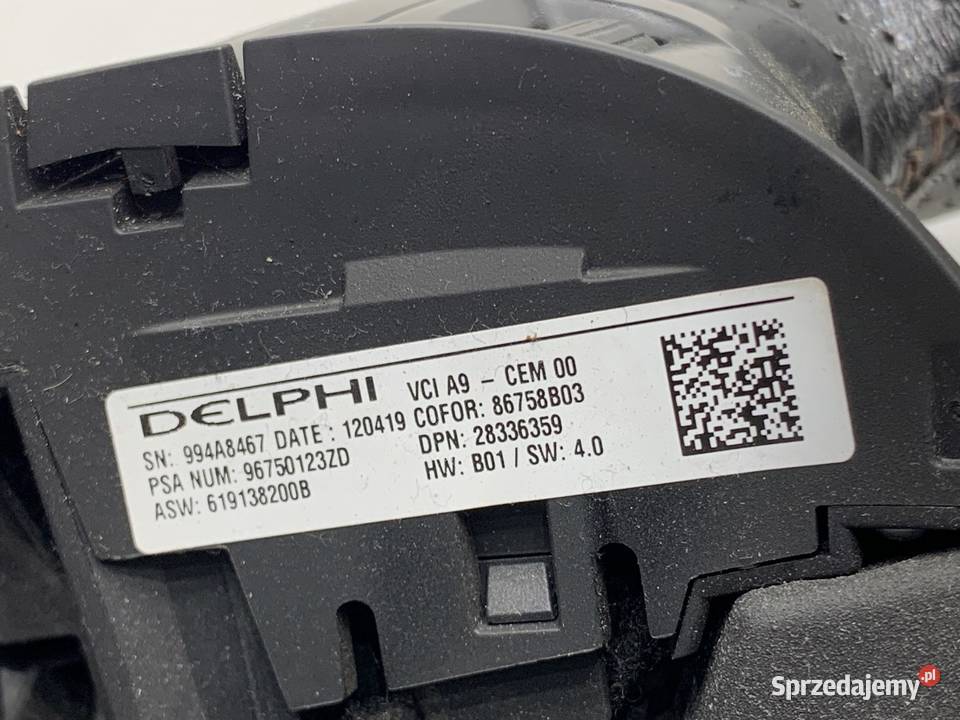 DELPHI VCI A9 - CEM 00
SN: 994A8467 DATE : 120419 COFOR: 86758B03
PSA NUM: 96750123ZD DPN: 28336359
ASW: 619138200B HW: B01 / SW: 4.0
Sprzedajemy.pl